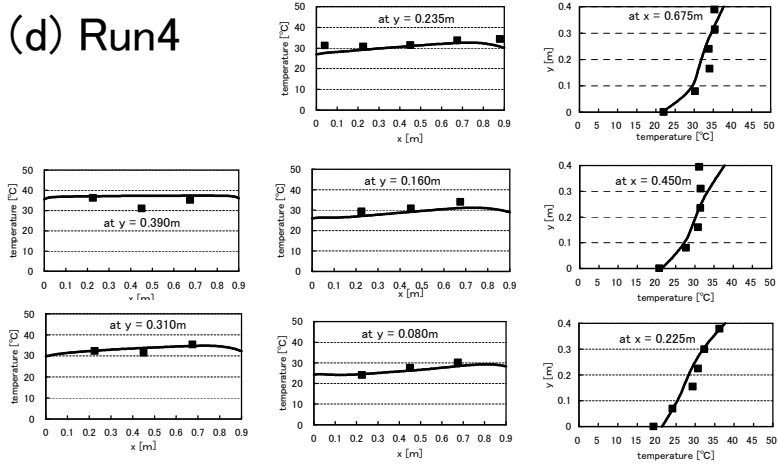 (d) Run4
temperature [℃]
50
40
30
20
10
0
at y = 0.235m
0 0.1 0.2 0.3 0.4 0.5 0.6 0.7 0.8 0.9
x [m]
y [m]
0.4
0.3
0.2
0.1
0
at x = 0.675m
0 5 10 15 20 25 30 35 40 45 50
temperature [℃]
temperature [℃]
50
40
30
20
10
0
at y = 0.390m
0 0.1 0.2 0.3 0.4 0.5 0.6 0.7 0.8 0.9
x [m]
temperature [℃]
50
40
30
20
10
0
at y = 0.160m
0 0.1 0.2 0.3 0.4 0.5 0.6 0.7 0.8 0.9
x [m]
y [m]
0.4
0.3
0.2
0.1
0
at x = 0.450m
0 5 10 15 20 25 30 35 40 45 50
temperature [℃]
temperature [℃]
50
40
30
20
10
0
at y = 0.310m
0 0.1 0.2 0.3 0.4 0.5 0.6 0.7 0.8 0.9
x [m]
temperature [℃]
50
40
30
20
10
0
at y = 0.080m
0 0.1 0.2 0.3 0.4 0.5 0.6 0.7 0.8 0.9
x [m]
y [m]
0.4
0.3
0.2
0.1
0
at x = 0.225m
0 5 10 15 20 25 30 35 40 45 50
temperature [℃]